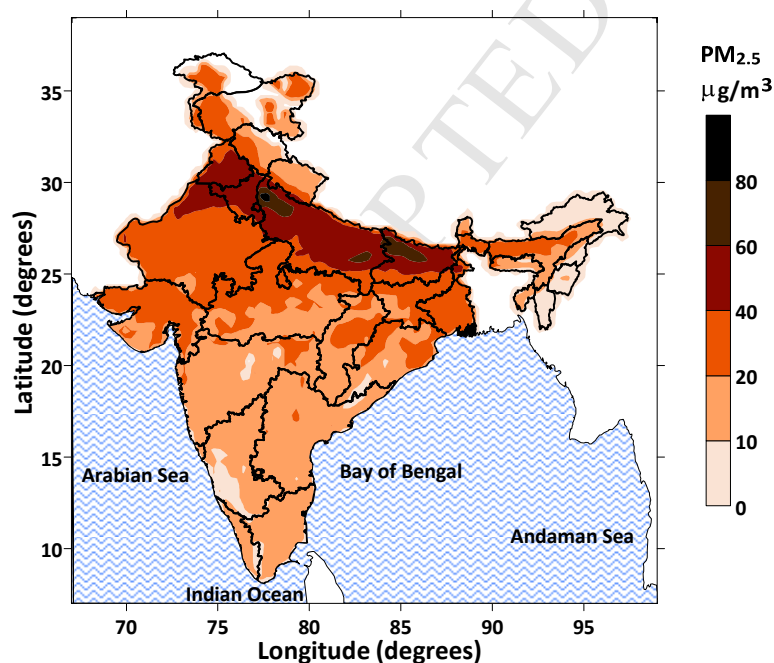 PTED
PM2.5
μg/m3
80
60
40
20
10
0
35
30
25
20
15
10
Latitude (degrees)
Arabian Sea
Bay of Bengal
Andaman Sea
Indian Ocean
70
75
80
85
90
95
Longitude (degrees)